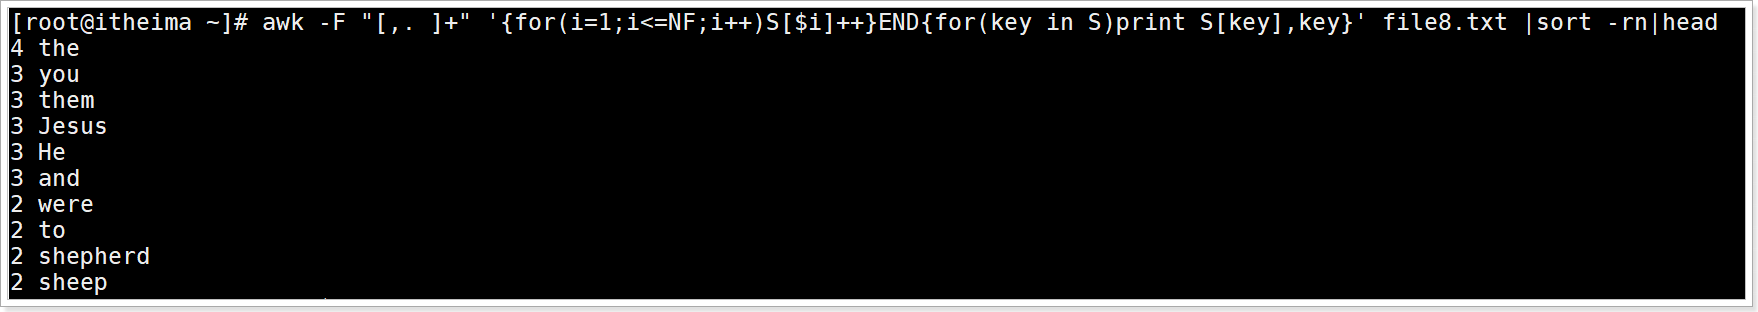 [root@itheima ~]# awk -F "[,. ]+" '{for(i=1;i<=NF;i++)S[$i]++}END{for(key in S)print S[key],key}' file8.txt |sort -rn|head
4 the
3 you
3 them
3 Jesus
3 He
3 and
2 were
2 to
2 shepherd
2 sheep